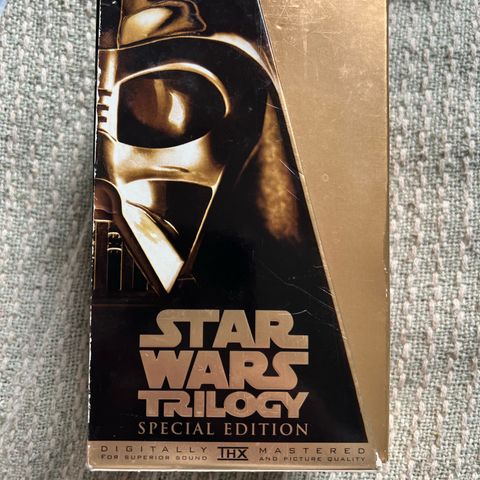 STAR
WARS
TRILOGY
SPECIAL EDITION
DIGITALLY THX MASTERED
FOR SUPERIOR SOUND AND PICTURE QUALITY